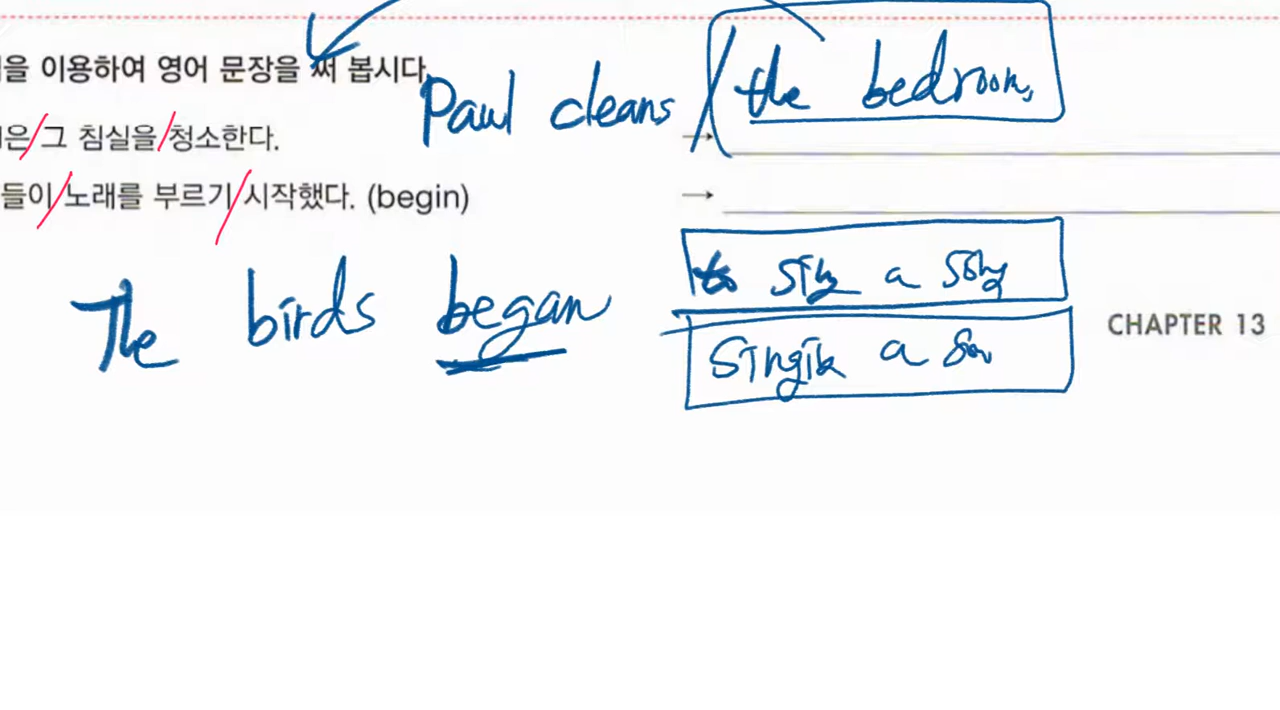 을 이용하여 영어 문장을 써 봅시다.
Paul cleans / the bedroom.
은/그 침실을/청소한다. →
들이/노래를 부르기/시작했다. (begin) →
The birds began to sing a song
a
CHAPTER 13